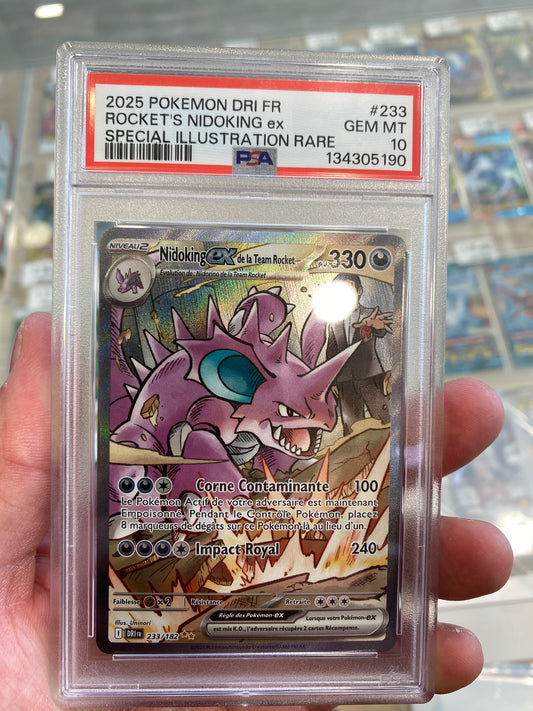 2025 POKEMON DRI FR #233
ROCKET'S NIDOKING ex GEM MT
SPECIAL ILLUSTRATION RARE 10
PSA 134305190
NIVEAU 2 Nidoking ex de la Team Rocket PV 330
Évolution de : Nidorino de la Team Rocket
Corne Contaminante 100
Le Pokémon Actif de votre adversaire est maintenant
Empoisonné. Pendant le Contrôle Pokémon, placez
8 marqueurs de dégâts sur ce Pokémon-là au lieu d'un.
Impact Royal 240
Faiblesse ×2 Résistance Retraite
Règle des Pokémon-ex Lorsque votre Pokémon-ex
est mis K.O., l'adversaire récupère 2 cartes Récompense.
Illus. Uninori
I DRI FR 233/182